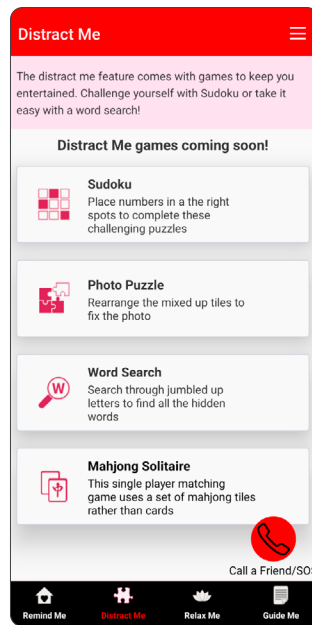 Distract Me
The distract me feature comes with games to keep you
entertained. Challenge yourself with Sudoku or take it
easy with a word search!
Distract Me games coming soon!
Sudoku
Place numbers in a the right
spots to complete these
challenging puzzles
Photo Puzzle
Rearrange the mixed up tiles to
fix the photo
W
Word Search
Search through jumbled up
letters to find all the hidden
words
Mahjong Solitaire
This single player matching
game uses a set of mahjong tiles
rather than cards
Call a Friend/SO
Remind Me
Distract Me
Relax Me
Guide Me